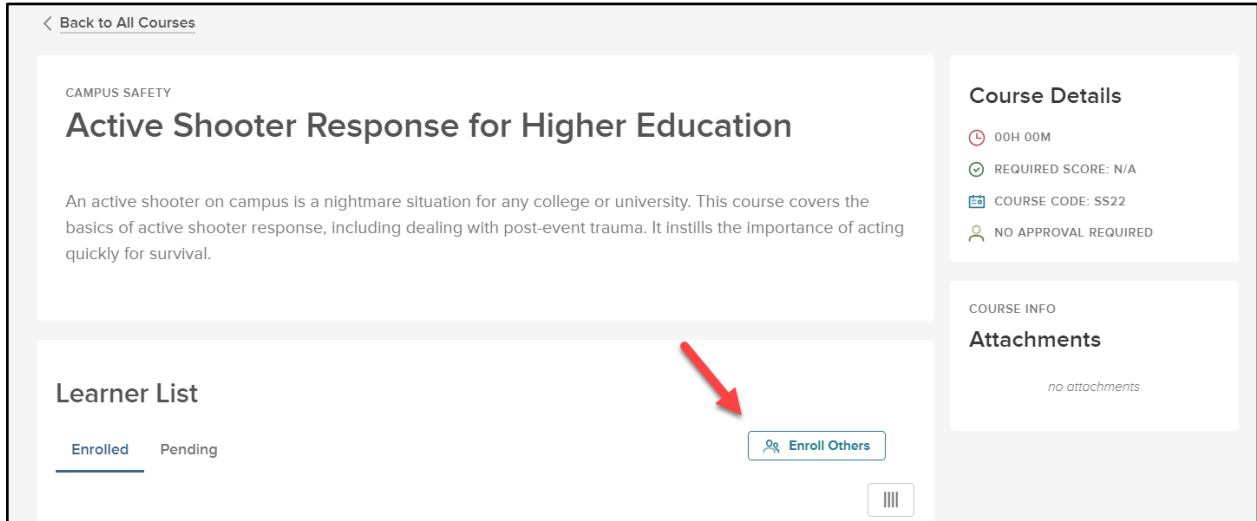 Back to All Courses
CAMPUS SAFETY
Active Shooter Response for Higher Education
An active shooter on campus is a nightmare situation for any college or university. This course covers the
basics of active shooter response, including dealing with post-event trauma. It instills the importance of acting
quickly for survival.
Learner List
Enrolled Pending
Enroll Others
Course Details
00H 00M
REQUIRED SCORE: N/A
COURSE CODE: SS22
NO APPROVAL REQUIRED
COURSE INFO
Attachments
no attachments